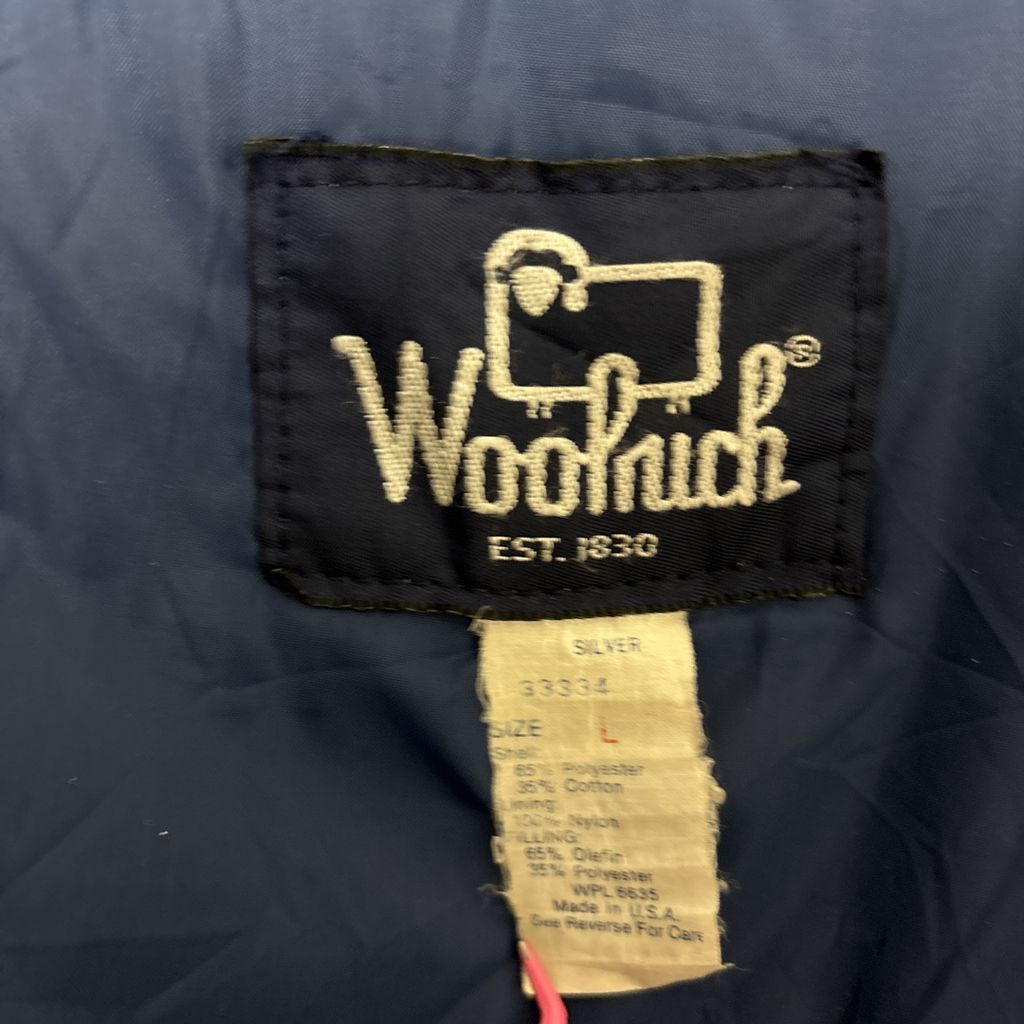 Woolrich®
EST. 1830
SILVER
33334
SIZE L
Shell:
65% Polyester
35% Cotton
Lining:
100% Nylon
FILLING:
65% Olefin
35% Polyester
WPL 6635
Made in U.S.A.
See Reverse For Care